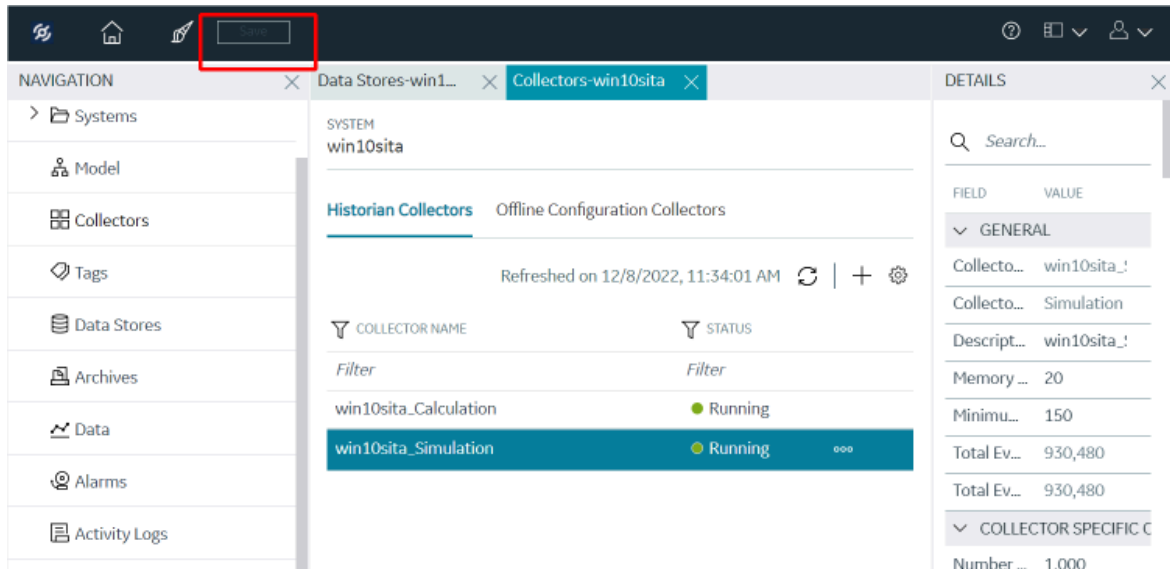 Save
NAVIGATION
Systems
Model
Collectors
Tags
Data Stores
Archives
Data
Alarms
Activity Logs
Data Stores-win1...
Collectors-win10sita
SYSTEM
win10sita
Historian Collectors Offline Configuration Collectors
Refreshed on 12/8/2022, 11:34:01 AM
COLLECTOR NAME STATUS
Filter Filter
win10sita_Calculation Running
win10sita_Simulation Running
DETAILS
Search...
FIELD VALUE
GENERAL
Collecto... win10sita_
Collecto... Simulation
Descript... win10sita_
Memory ... 20
Minimu... 150
Total Ev... 930,480
Total Ev... 930,480
COLLECTOR SPECIFIC C
Number ... 1,000